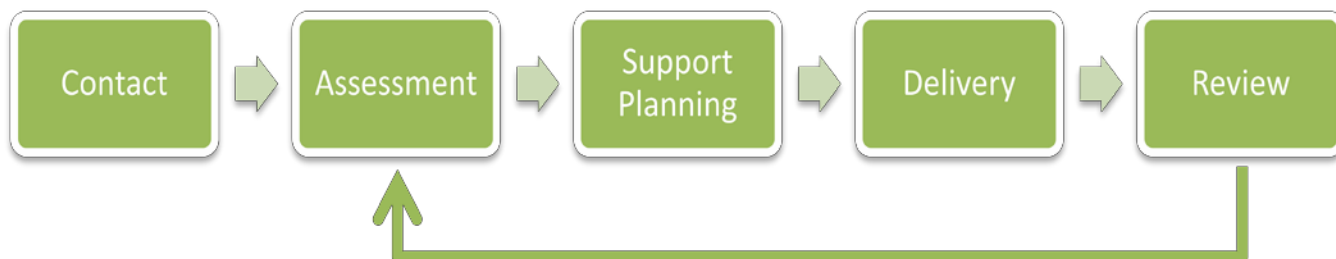 Contact
Assessment
Support
Planning
Delivery
Review